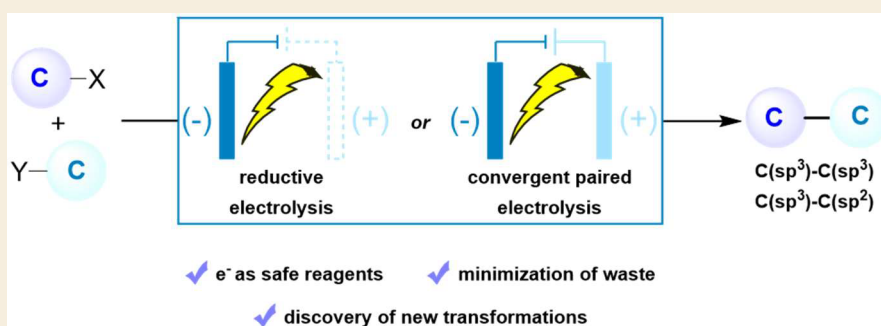 C–X
+
Y–C
(-) (+) or (-) (+)
reductive
electrolysis
convergent paired
electrolysis
C–C
C(sp³)-C(sp³)
C(sp³)-C(sp²)
e⁻ as safe reagents
minimization of waste
discovery of new transformations